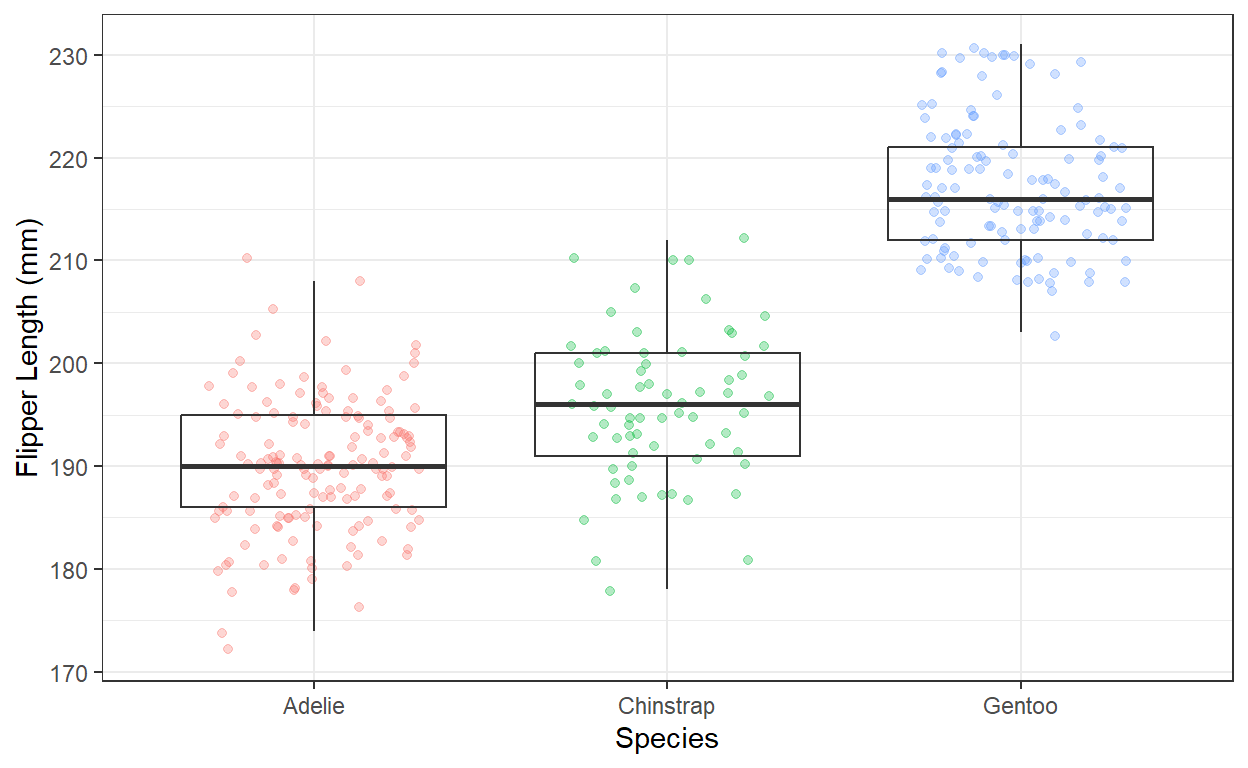 Flipper Length (mm)
230
220
210
200
190
180
170
Adelie
Chinstrap
Gentoo
Species